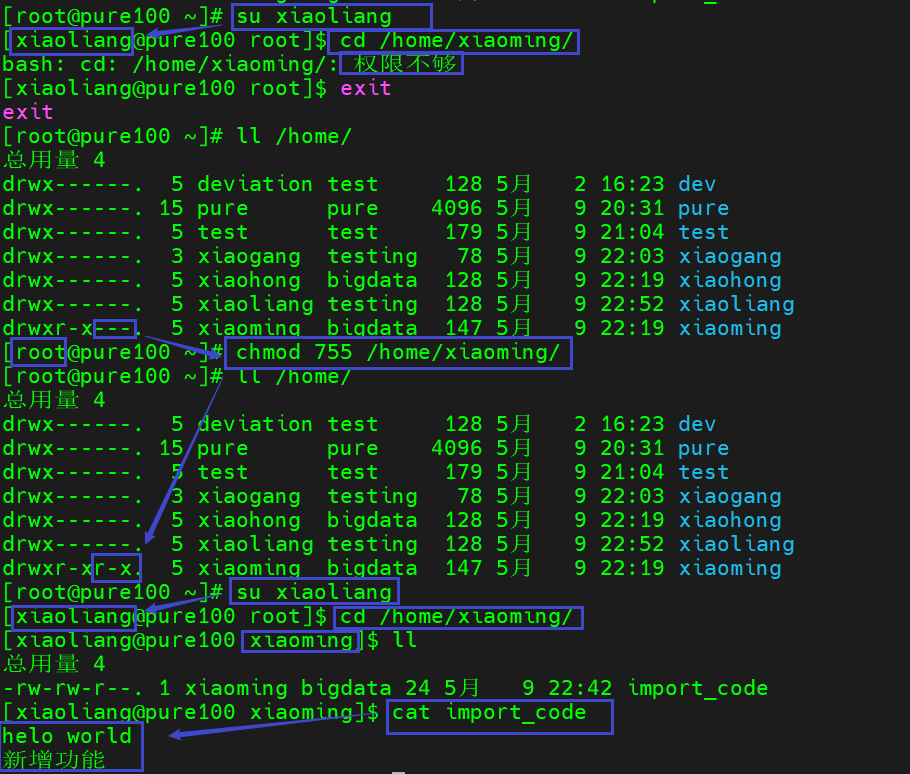 [root@pure100 ~]# su xiaoliang
[xiaoliang@pure100 root]$ cd /home/xiaoming/
bash: cd: /home/xiaoming/: 权限不够
[xiaoliang@pure100 root]$ exit
exit
[root@pure100 ~]# ll /home/
总用量 4
drwx------.  5 deviation test     128 5月   2 16:23 dev
drwx------. 15 pure      pure    4096 5月   9 20:31 pure
drwx------.  5 test      test     179 5月   9 21:04 test
drwx------.  3 xiaogang  testing   78 5月   9 22:03 xiaogang
drwx------.  5 xiaohong  bigdata  128 5月   9 22:19 xiaohong
drwx------.  5 xiaoliang testing  128 5月   9 22:52 xiaoliang
drwxr-x---.  5 xiaoming  bigdata  147 5月   9 22:19 xiaoming
[root@pure100 ~]# chmod 755 /home/xiaoming/
[root@pure100 ~]# ll /home/
总用量 4
drwx------.  5 deviation test     128 5月   2 16:23 dev
drwx------. 15 pure      pure    4096 5月   9 20:31 pure
drwx------.  5 test      test     179 5月   9 21:04 test
drwx------.  3 xiaogang  testing   78 5月   9 22:03 xiaogang
drwx------.  5 xiaohong  bigdata  128 5月   9 22:19 xiaohong
drwx------.  5 xiaoliang testing  128 5月   9 22:52 xiaoliang
drwxr-xr-x.  5 xiaoming  bigdata  147 5月   9 22:19 xiaoming
[root@pure100 ~]# su xiaoliang
[xiaoliang@pure100 root]$ cd /home/xiaoming/
[xiaoliang@pure100 xiaoming]$ ll
总用量 4
-rw-rw-r--. 1 xiaoming bigdata 24 5月   9 22:42 import_code
[xiaoliang@pure100 xiaoming]$ cat import_code
helo world
新增功能